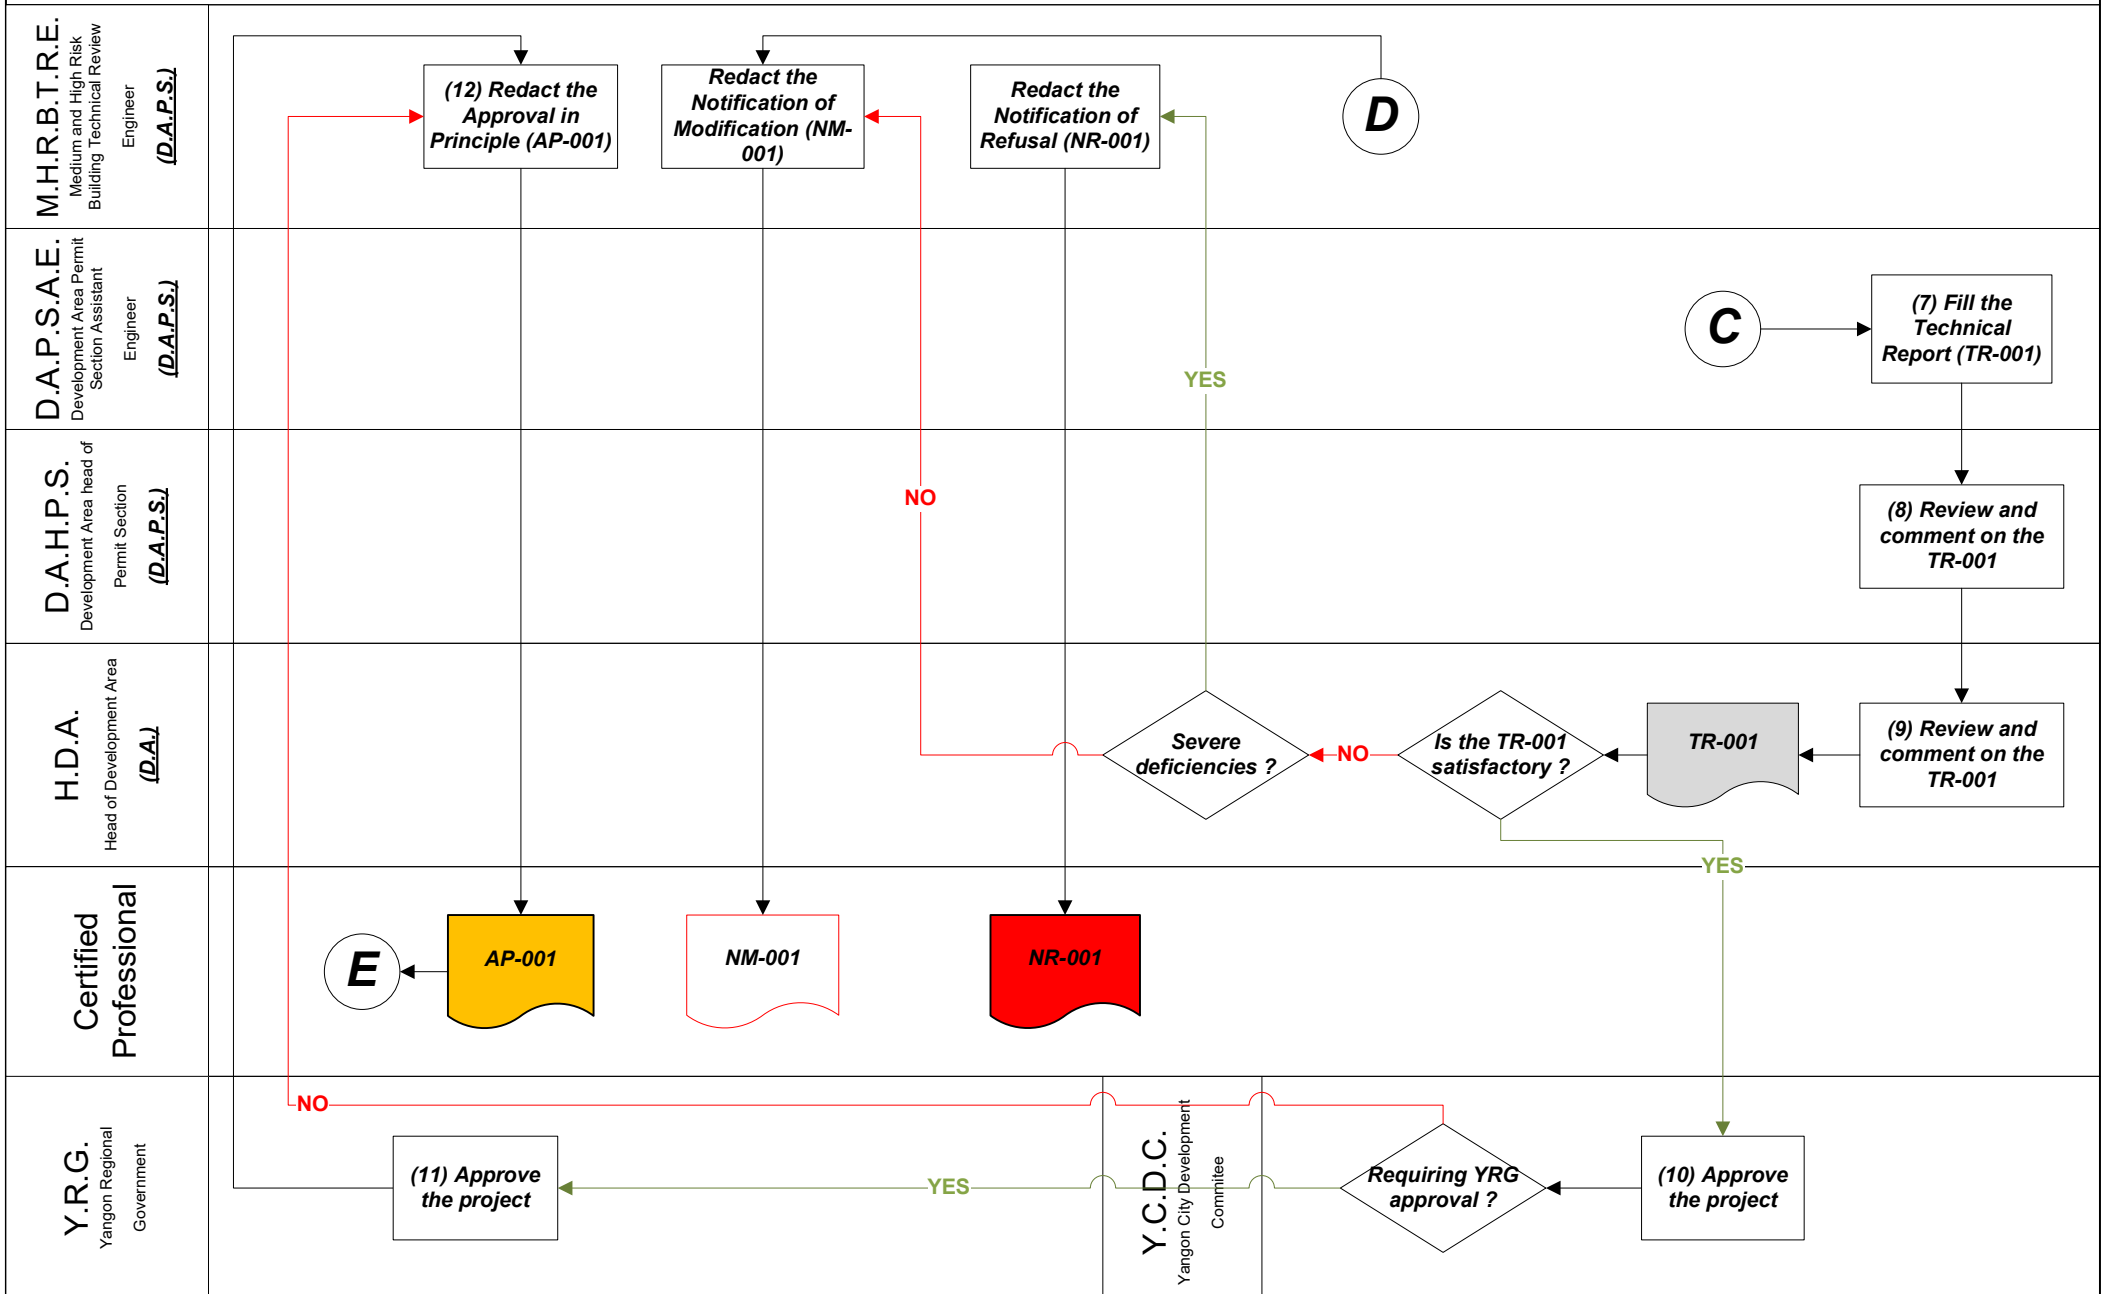 M.H.R.B.T.R.E.
Medium and High Risk
Building Technical Review
Engineer
(D.A.P.S.)
(12) Redact the
Approval in
Principle (AP-001)
Redact the
Notification of
Modification (NM-
001)
Redact the
Notification of
Refusal (NR-001)
D
D.A.P.S.A.E.
Development Area Permit
Section Assistant
Engineer
(D.A.P.S.)
C
(7) Fill the
Technical
Report (TR-001)
YES
D.A.H.P.S.
Development Area head of
Permit Section
(D.A.P.S.)
NO
(8) Review and
comment on the
TR-001
H.D.A.
Head of Development Area
(D.A.)
Severe
deficiencies ?
NO
Is the TR-001
satisfactory ?
TR-001
(9) Review and
comment on the
TR-001
YES
Certified
Professional
E
AP-001
NM-001
NR-001
Y.R.G.
Yangon Regional
Government
NO
(11) Approve
the project
YES
Y.C.D.C.
Yangon City Development
Committee
Requiring YRG
approval ?
(10) Approve
the project